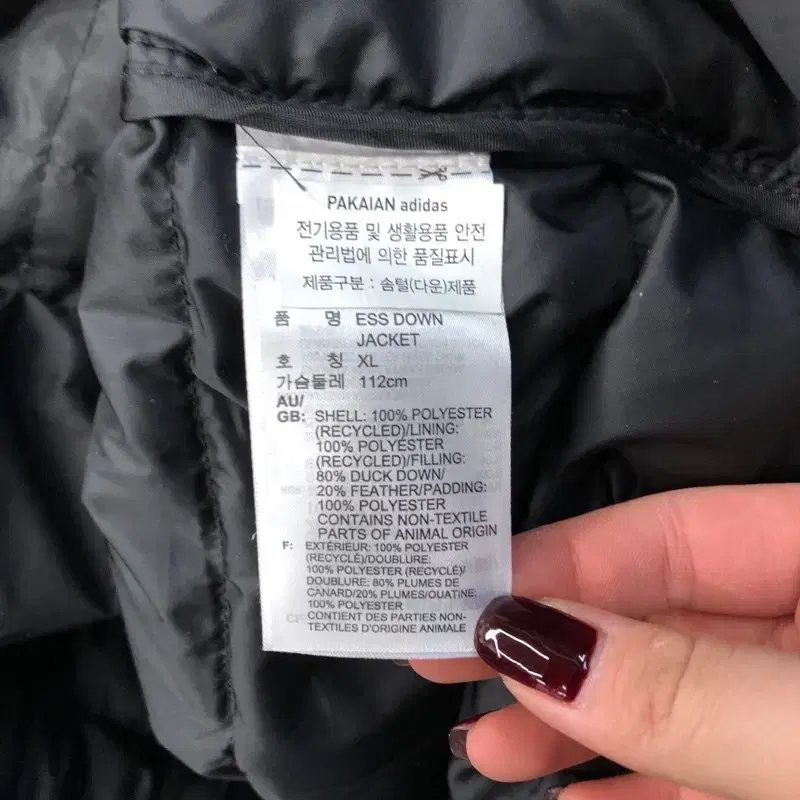 PAKAIAN adidas
전기용품 및 생활용품 안전
관리법에 의한 품질표시
제품구분 : 솜털(다운)제품
품 명 ESS DOWN
JACKET
호 칭 XL
가슴둘레 112cm
AU/
GB: SHELL: 100% POLYESTER
(RECYCLED)/LINING:
100% POLYESTER
(RECYCLED)/FILLING:
80% DUCK DOWN/
20% FEATHER/PADDING:
100% POLYESTER
CONTAINS NON-TEXTILE
PARTS OF ANIMAL ORIGIN
F: EXTÉRIEUR: 100% POLYESTER
(RECYCLÉ)/DOUBLURE:
100% POLYESTER (RECYCLÉ)/
DOUBLURE: 80% PLUMES DE
CANARD/20% PLUMES/OUATINE:
100% POLYESTER
CONTIENT DES PARTIES NON-
TEXTILES D'ORIGINE ANIMALE